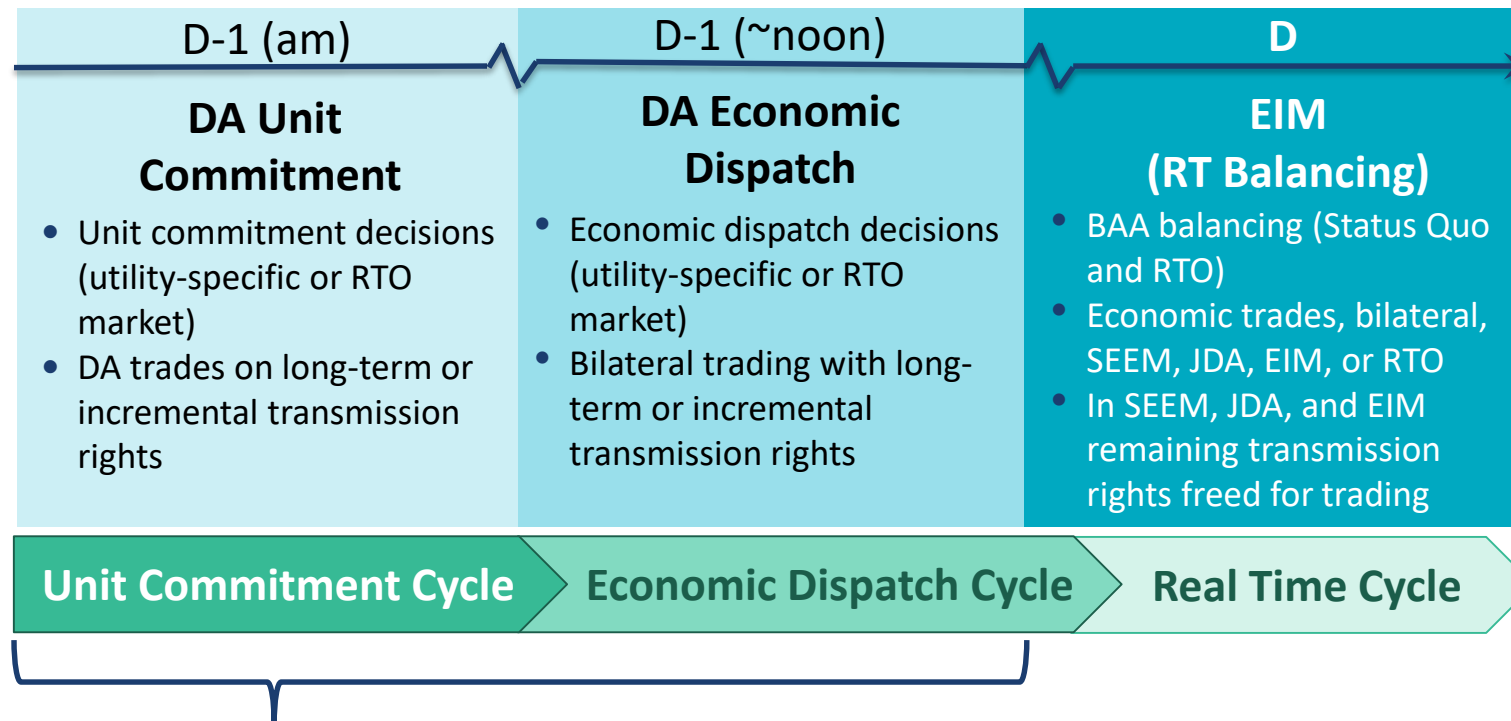 D-1 (am)
D-1 (~noon)
D
DA Unit
Commitment
• Unit commitment decisions
(utility-specific or RTO
market)
• DA trades on long-term or
incremental transmission
rights
DA Economic
Dispatch
• Economic dispatch decisions
(utility-specific or RTO
market)
• Bilateral trading with long-
term or incremental
transmission rights
EIM
(RT Balancing)
• BAA balancing (Status Quo
and RTO)
• Economic trades, bilateral,
SEEM, JDA, EIM, or RTO
• In SEEM, JDA, and EIM
remaining transmission
rights freed for trading
Unit Commitment Cycle
Economic Dispatch Cycle
Real Time Cycle